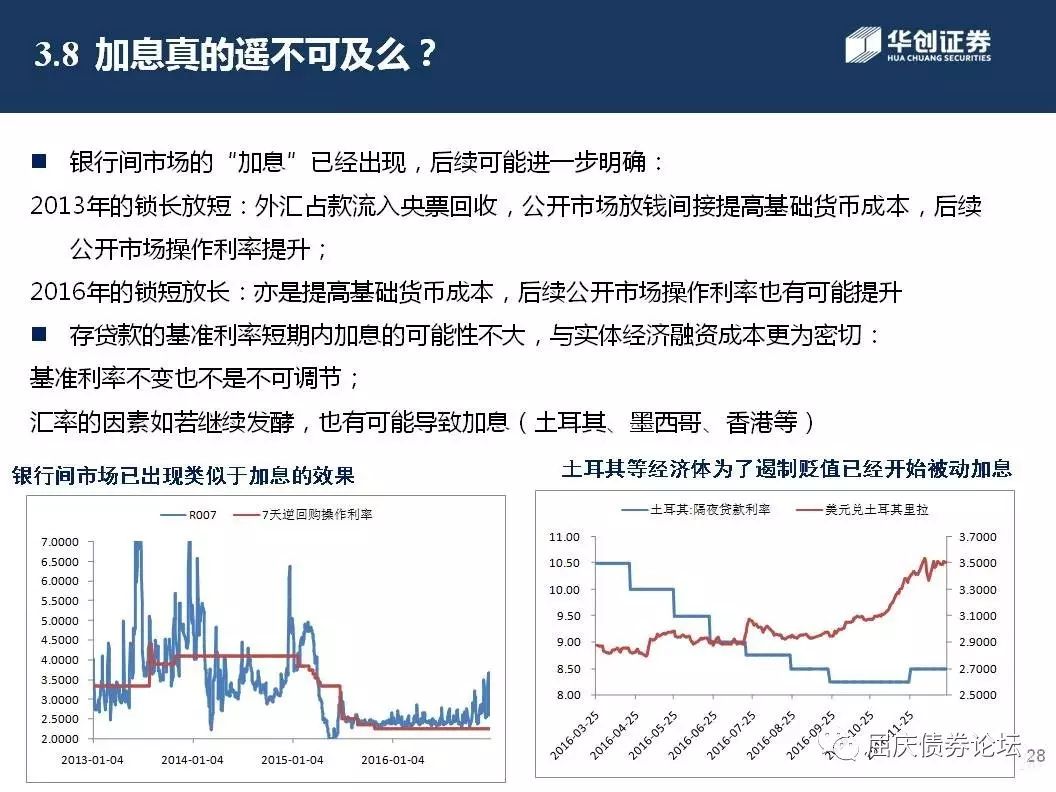 3.8 加息真的遥不可及么？
华创证券
HUA CHUANG SECURITIES
■ 银行间市场的“加息”已经出现，后续可能进一步明确：
2013年的锁长放短：外汇占款流入央票回收，公开市场放钱间接提高基础货币成本，后续
公开市场操作利率提升；
2016年的锁短放长：亦是提高基础货币成本，后续公开市场操作利率也有可能提升
■ 存贷款的基准利率短期内加息的可能性不大，与实体经济融资成本更为密切：
基准利率不变也不是不可调节；
汇率的因素如若继续发酵，也有可能导致加息（土耳其、墨西哥、香港等）
银行间市场已出现类似于加息的效果
R007 7天逆回购操作利率
7.0000
6.5000
6.0000
5.5000
5.0000
4.5000
4.0000
3.5000
3.0000
2.5000
2.0000
2013-01-04 2014-01-04 2015-01-04 2016-01-04
土耳其等经济体为了遏制贬值已经开始被动加息
土耳其:隔夜贷款利率 美元兑土耳其里拉
11.00
10.50
10.00
9.50
9.00
8.50
8.00
3.7000
3.5000
3.3000
3.1000
2.9000
2.7000
2.5000
2016-03-25 2016-04-25 2016-05-25 2016-06-25 2016-07-25 2016-08-25 2016-09-25 10-25 11-25
屈庆债券论坛
28